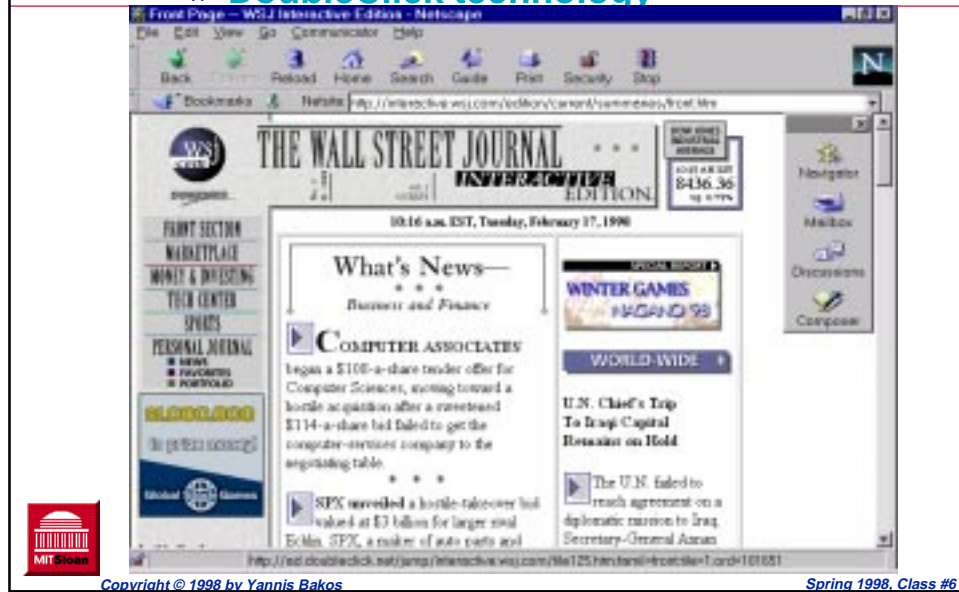 DoubleClick technology
Front Page - WSJ Interactive Edition - Netscape
File Edit View Go Communicator Help
Back Reload Home Search Guide Print Security Stop
N
Bookmarks Netsite: http://interactive.wsj.com/edition/current/summaries/front.htm
WSJ
THE WALL STREET JOURNAL
INTERACTIVE
EDITION
DOW JONES
INDUSTRIAL
AVERAGE
8436.36
10:16 a.m. EST, Tuesday, February 17, 1998
FRONT SECTION
MARKETPLACE
MONEY & INVESTING
TECH CENTER
SPORTS
PERSONAL JOURNAL
NEWS
FAVORITES
PORTFOLIO
Global Games
What's News—
Business and Finance
COMPUTER ASSOCIATES
began a $108-a-share tender offer for
Computer Sciences, moving toward a
hostile acquisition after a sweetened
$114-a-share bid failed to get the
computer-services company to the
negotiating table.
SPX unveiled a hostile-takeover bid
valued at $3 billion for larger rival
Echlin. SPX, a maker of auto parts and
SPECIAL REPORT
WINTER GAMES
NAGANO '98
WORLD-WIDE
U.N. Chief's Trip
To Iraqi Capital
Remains on Hold
The U.N. failed to
reach agreement on a
diplomatic mission to Iraq.
Secretary-General Annan
Navigator
Mailbox
Discussions
Composer
MIT Sloan
Copyright © 1998 by Yannis Bakos
Spring 1998, Class #6